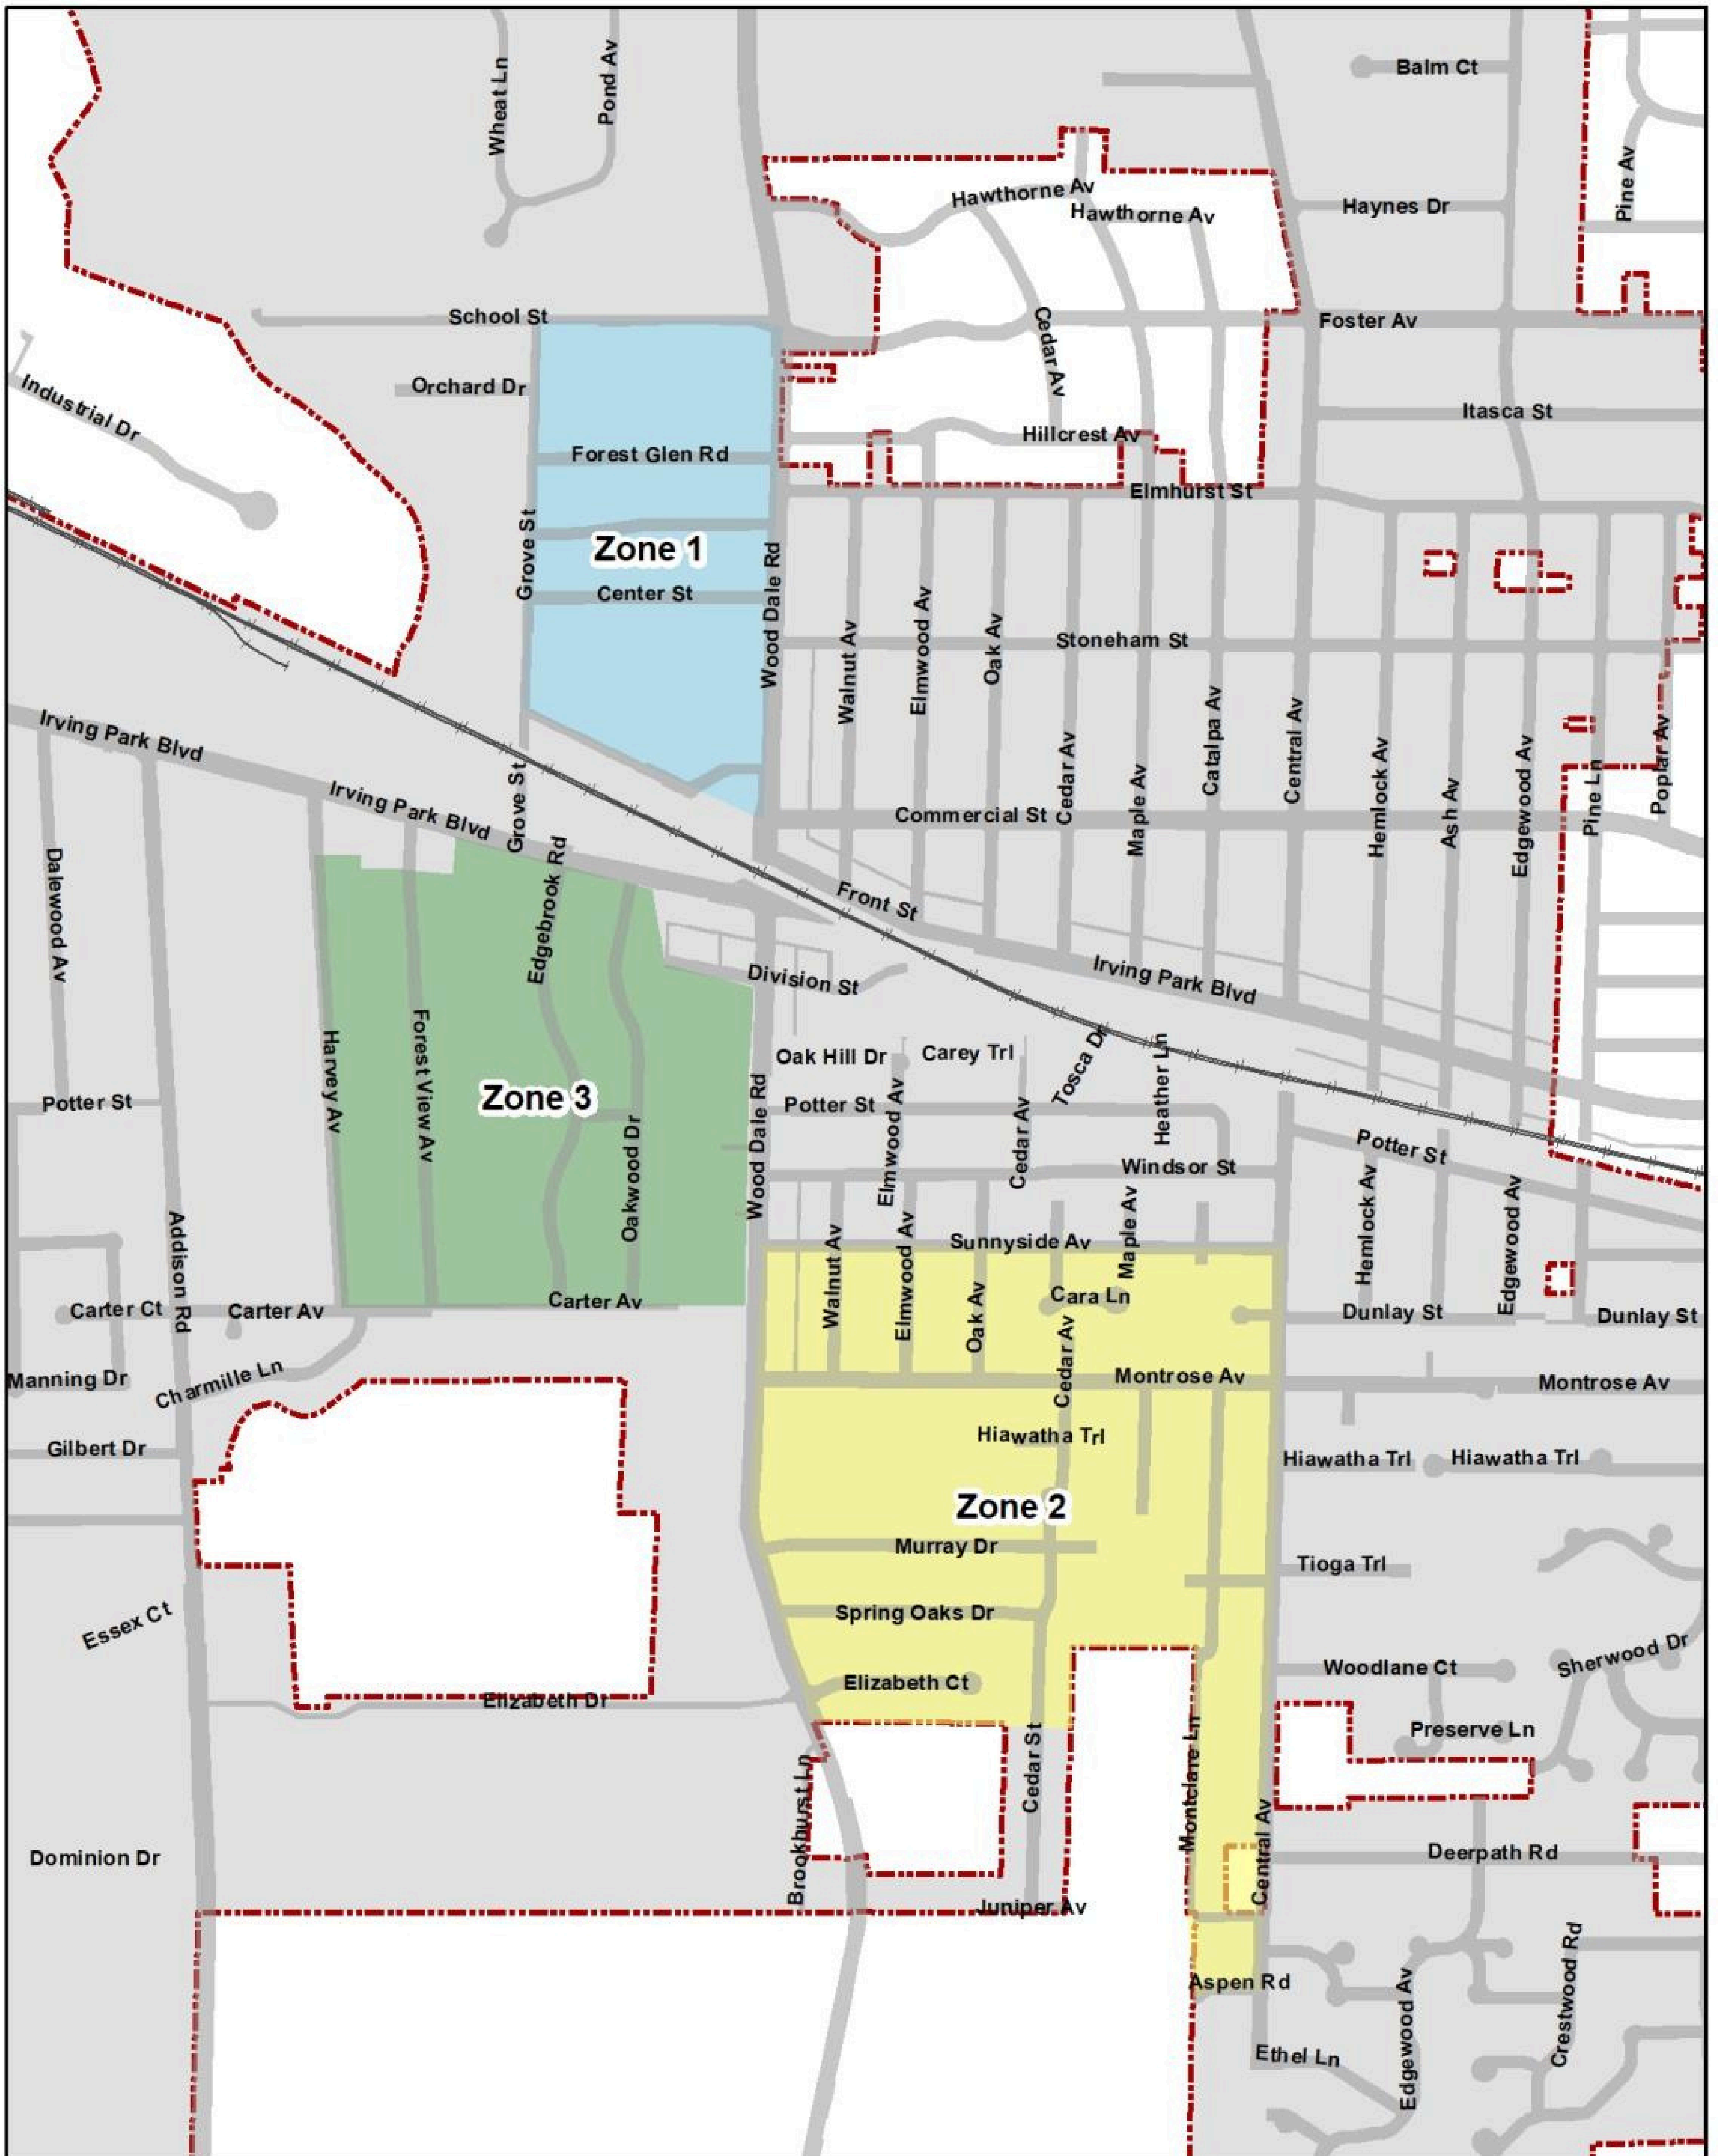 Balm Ct
Wheat Ln
Pond Av
Pine Av
Hawthorne Av
Hawthorne Av
Haynes Dr
School St
Foster Av
Cedar Av
Orchard Dr
Industrial Dr
Itasca St
Hillcrest Av
Forest Glen Rd
Elmhurst St
Grove St
Zone 1
Wood Dale Rd
Center St
Stoneham St
Walnut Av
Elmwood Av
Oak Av
Cedar Av
Maple Av
Catalpa Av
Central Av
Hemlock Av
Ash Av
Edgewood Av
Pine Ln
Poplar Av
Irving Park Blvd
Irving Park Blvd
Grove St
Commercial St
Dalewood Av
Edgebrook Rd
Front St
Division St
Irving Park Blvd
Harvey Av
Forest View Av
Oak Hill Dr
Carey Trl
Tosca Dr
Heather Ln
Zone 3
Potter St
Potter St
Elmwood Av
Cedar Av
Wood Dale Rd
Oakwood Dr
Potter St
Windsor St
Hemlock Av
Edgewood Av
Addison Rd
Maple Av
Sunnyside Av
Walnut Av
Elmwood Av
Oak Av
Cara Ln
Carter Ct
Carter Av
Carter Av
Dunlay St
Dunlay St
Cedar Av
Manning Dr
Charmille Ln
Montrose Av
Montrose Av
Gilbert Dr
Hiawatha Trl
Hiawatha Trl
Hiawatha Trl
Zone 2
Murray Dr
Tioga Trl
Essex Ct
Spring Oaks Dr
Sherwood Dr
Woodlane Ct
Elizabeth Ct
Elizabeth Dr
Preserve Ln
Cedar St
Montclare Ln
Brookhurst Ln
Central Av
Dominion Dr
Deerpath Rd
Juniper Av
Aspen Rd
Crestwood Rd
Edgewood Av
Ethel Ln